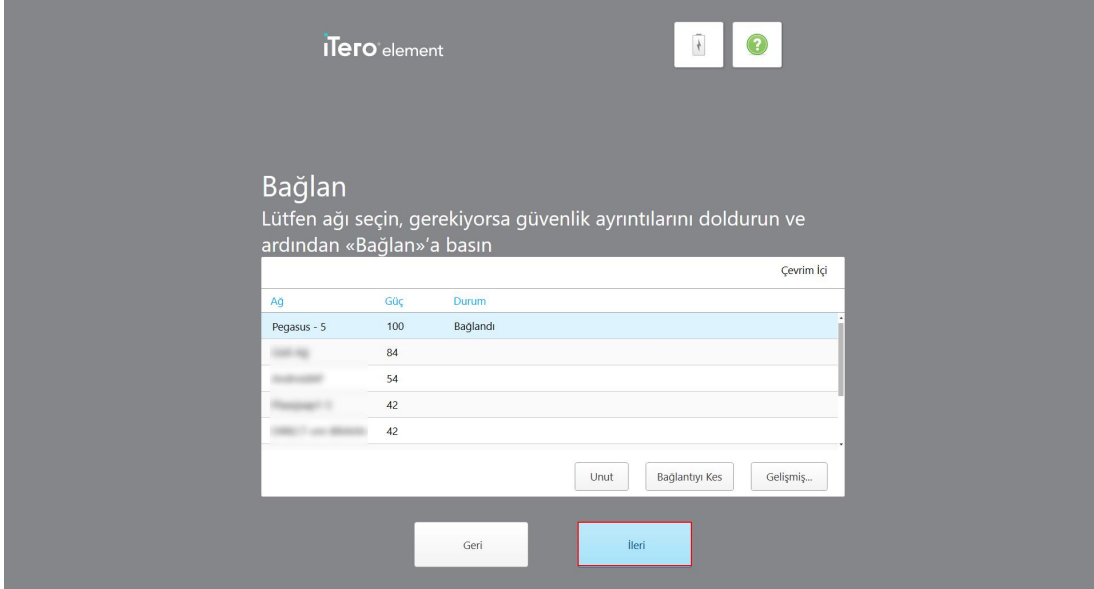 iTero element
Bağlan
Lütfen ağı seçin, gerekiyorsa güvenlik ayrıntılarını doldurun ve
ardından «Bağlan»'a basın
Çevrim İçi
Ağ Güç Durum
Pegasus - 5 100 Bağlandı
84
54
42
42
Unut Bağlantıyı Kes Gelişmiş...
Geri İleri